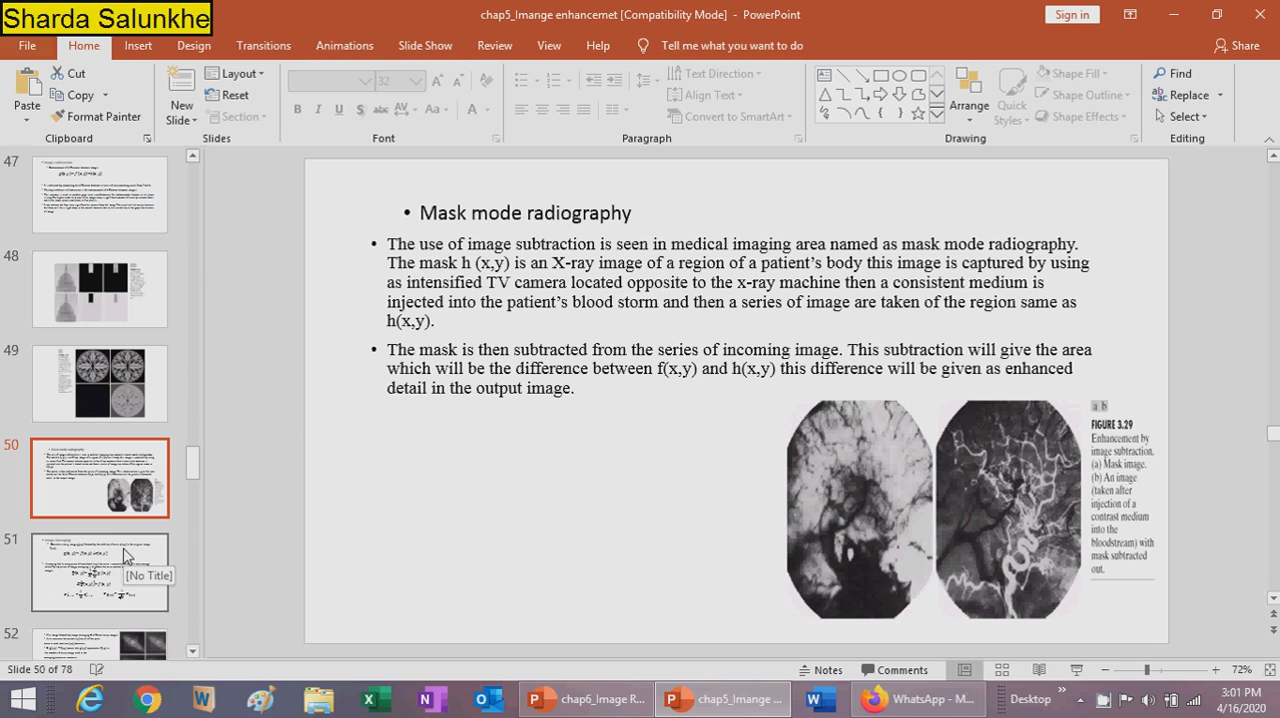 Sharda Salunkhe
chap5_Imange enhancemet [Compatibility Mode] - PowerPoint
Sign in
File Home Insert Design Transitions Animations Slide Show Review View Help Tell me what you want to do
Share
Paste
Cut
Copy
Format Painter
Clipboard
New Slide
Layout
Reset
Section
Slides
32
B I U S abc AV Aa A
Font
Text Direction
Align Text
Convert to SmartArt
Paragraph
Arrange
Quick Styles
Shape Fill
Shape Outline
Shape Effects
Drawing
Find
Replace
Select
Editing
47
48
49
50
51
[No Title]
52
• Mask mode radiography
• The use of image subtraction is seen in medical imaging area named as mask mode radiography.
The mask h (x,y) is an X-ray image of a region of a patient's body this image is captured by using
as intensified TV camera located opposite to the x-ray machine then a consistent medium is
injected into the patient's blood storm and then a series of image are taken of the region same as
h(x,y).
• The mask is then subtracted from the series of incoming image. This subtraction will give the area
which will be the difference between f(x,y) and h(x,y) this difference will be given as enhanced
detail in the output image.
a b
FIGURE 3.29
Enhancement by
image subtraction.
(a) Mask image.
(b) An image
(taken after
injection of a
contrast medium
into the
bloodstream) with
mask subtracted
out.
Slide 50 of 78
Notes
Comments
72%
chap6_Image R...
chap5_Imange ...
WhatsApp - M...
Desktop
3:01 PM
4/16/2020